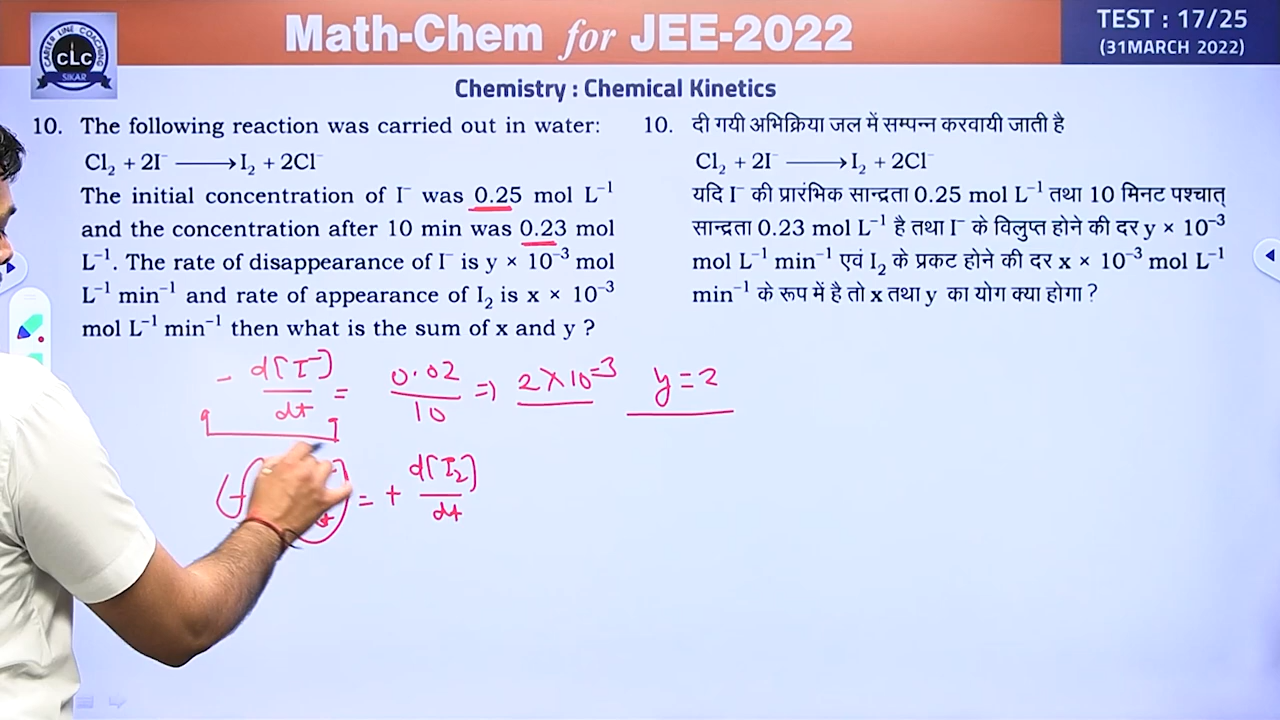 CAREER LINE COACHING
CLC
SIKAR
Math-Chem for JEE-2022
TEST : 17/25
(31MARCH 2022)
Chemistry : Chemical Kinetics
10. The following reaction was carried out in water:
Cl₂ + 2I⁻ ⟶ I₂ + 2Cl⁻
The initial concentration of I⁻ was 0.25 mol L⁻¹
and the concentration after 10 min was 0.23 mol
L⁻¹. The rate of disappearance of I⁻ is y × 10⁻³ mol
L⁻¹ min⁻¹ and rate of appearance of I₂ is x × 10⁻³
mol L⁻¹ min⁻¹ then what is the sum of x and y ?
10. दी गयी अभिक्रिया जल में सम्पन्न करवायी जाती है
Cl₂ + 2I⁻ ⟶ I₂ + 2Cl⁻
यदि I⁻ की प्रारंभिक सान्द्रता 0.25 mol L⁻¹ तथा 10 मिनट पश्चात्
सान्द्रता 0.23 mol L⁻¹ है तथा I⁻ के विलुप्त होने की दर y × 10⁻³
mol L⁻¹ min⁻¹ एवं I₂ के प्रकट होने की दर x × 10⁻³ mol L⁻¹
min⁻¹ के रूप में है तो x तथा y का योग क्या होगा ?
- d[I⁻]/dt = 0.02/10 ⇒ 2×10⁻³ y = 2
= + d[I₂]/dt